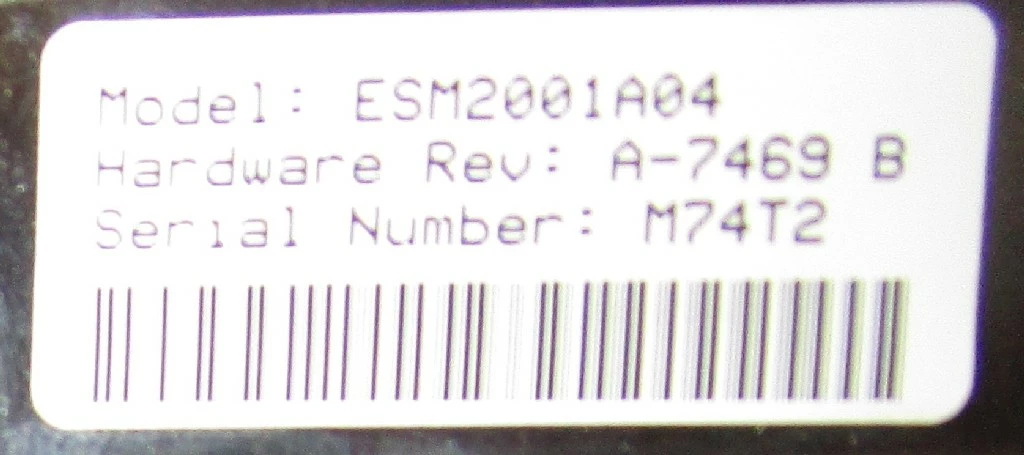 Model: ESM2001A04
Hardware Rev: A-7469 B
Serial Number: M74T2